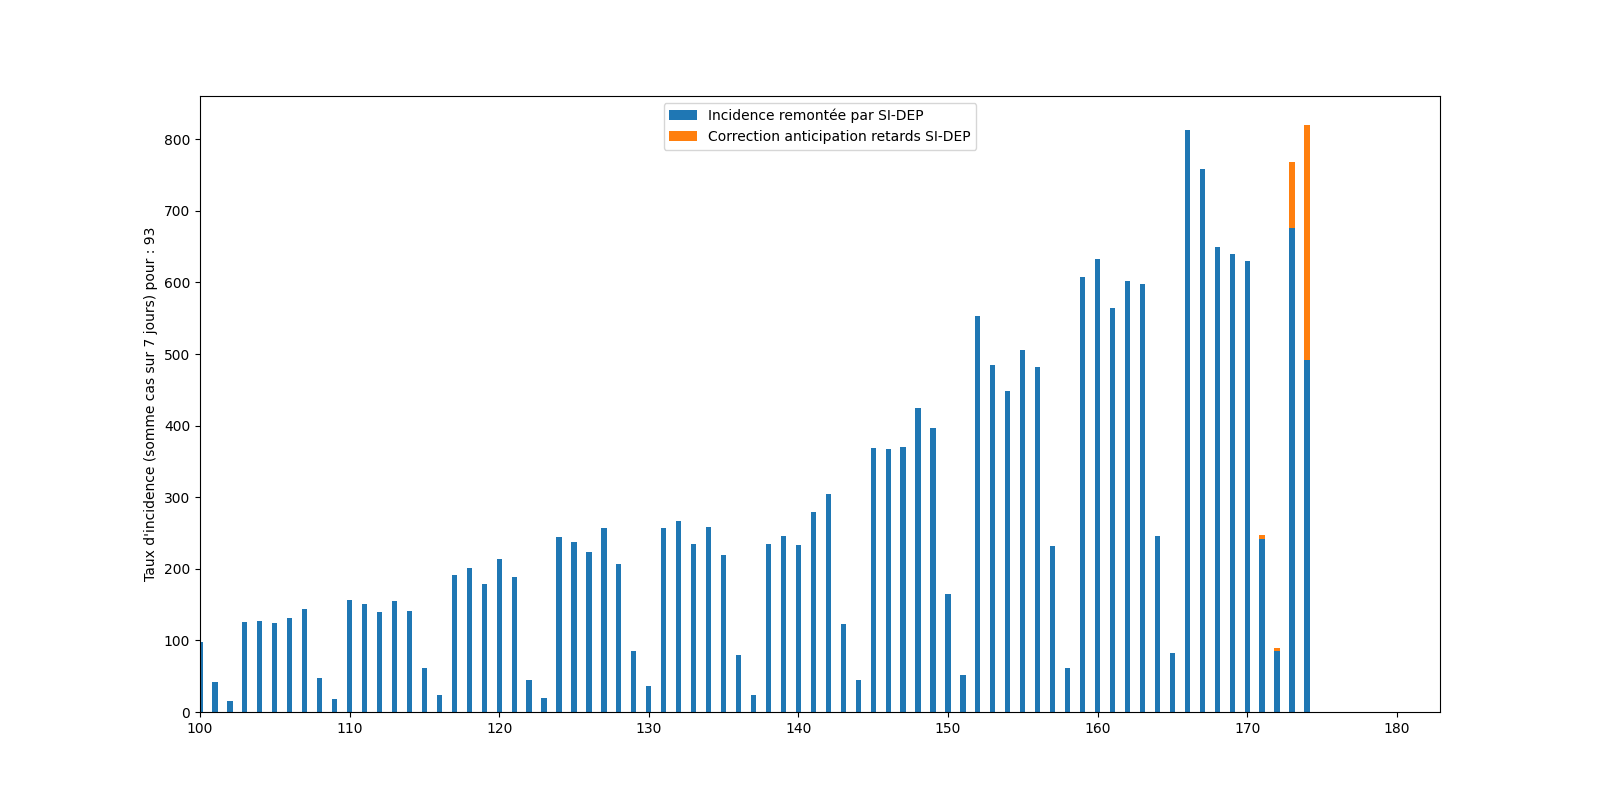 Incidence remontée par SI-DEP
Correction anticipation retards SI-DEP
Taux d'incidence (somme cas sur 7 jours) pour : 93
800
700
600
500
400
300
200
100
0
100 110 120 130 140 150 160 170 180